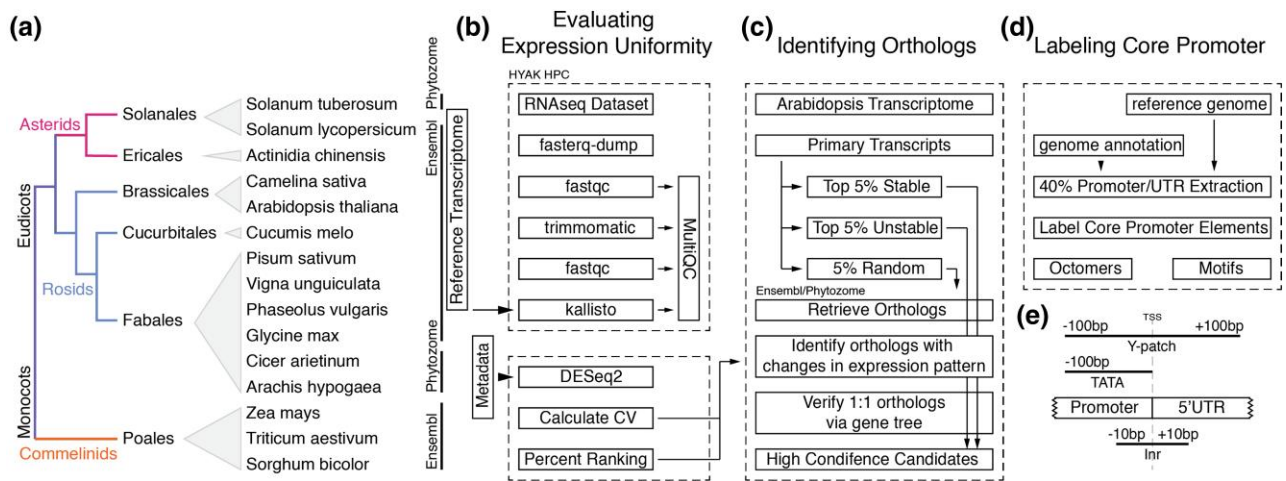 (a)
Eudicots
Monocots
Asterids
Rosids
Commelinids
Solanales
Ericales
Brassicales
Cucurbitales
Fabales
Poales
Solanum tuberosum
Solanum lycopersicum
Actinidia chinensis
Camelina sativa
Arabidopsis thaliana
Cucumis melo
Pisum sativum
Vigna unguiculata
Phaseolus vulgaris
Glycine max
Cicer arietinum
Arachis hypogaea
Zea mays
Triticum aestivum
Sorghum bicolor
Phytozome
Ensembl
Phytozome
Ensembl
Reference Transcriptome
Metadata
(b)
Evaluating
Expression Uniformity
HYAK HPC
RNAseq Dataset
fasterq-dump
fastqc
trimmomatic
fastqc
kallisto
MultiQC
DESeq2
Calculate CV
Percent Ranking
(c)
Identifying Orthologs
Arabidopsis Transcriptome
Primary Transcripts
Top 5% Stable
Top 5% Unstable
5% Random
Ensembl/Phytozome
Retrieve Orthologs
Identify orthologs with
changes in expression pattern
Verify 1:1 orthologs
via gene tree
High Condifence Candidates
(d)
Labeling Core Promoter
reference genome
genome annotation
40% Promoter/UTR Extraction
Label Core Promoter Elements
Octomers
Motifs
(e)
TSS
-100bp
+100bp
Y-patch
-100bp
TATA
Promoter
5'UTR
-10bp
+10bp
Inr